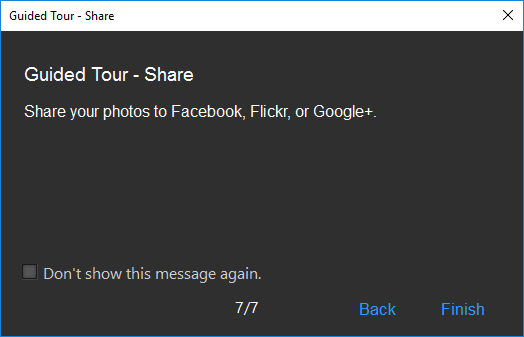 Guided Tour - Share
Guided Tour - Share
Share your photos to Facebook, Flickr, or Google+.
Don't show this message again.
7/7 Back Finish